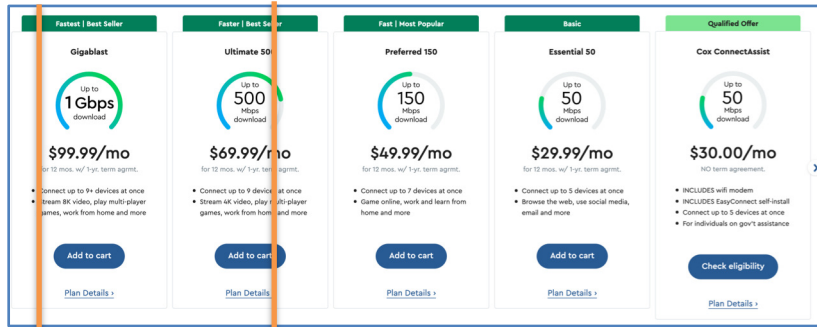 Fastest | Best Seller
Gigablast
Up to
1 Gbps
download
$99.99/mo
for 12 mos. w/ 1-yr. term agrmt.
Connect up to 9+ devices at once
Stream 8K video, play multi-player
games, work from home and more
Add to cart
Plan Details ›
Faster | Best Seller
Ultimate 500
Up to
500
Mbps
download
$69.99/mo
for 12 mos. w/ 1-yr. term agrmt.
Connect up to 9 devices at once
Stream 4K video, play multi-player
games, work from home and more
Add to cart
Plan Details ›
Fast | Most Popular
Preferred 150
Up to
150
Mbps
download
$49.99/mo
for 12 mos. w/ 1-yr. term agrmt.
Connect up to 7 devices at once
Game online, work and learn from
home and more
Add to cart
Plan Details ›
Basic
Essential 50
Up to
50
Mbps
download
$29.99/mo
for 12 mos. w/ 1-yr. term agrmt.
Connect up to 5 devices at once
Browse the web, use social media,
email and more
Add to cart
Plan Details ›
Qualified Offer
Cox ConnectAssist
Up to
50
Mbps
download
$30.00/mo
NO term agreement.
INCLUDES wifi modem
INCLUDES EasyConnect self-install
Connect up to 5 devices at once
For individuals on gov't assistance
Check eligibility
Plan Details ›